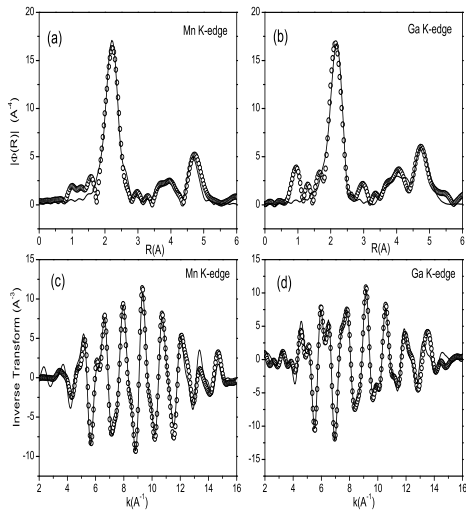 (a) Mn K-edge
(b) Ga K-edge
|Φ(R)| (A⁻⁴)
20
15
10
5
0
0 1 2 3 4 5 6
R(A)
20
15
10
5
0
0 1 2 3 4 5 6
R(A)
(c) Mn K-edge
(d) Ga K-edge
Inverse Transform (A⁻³)
15
10
5
0
-5
-10
2 4 6 8 10 12 14 16
k(A⁻¹)
15
10
5
0
-5
-10
-15
2 4 6 8 10 12 14 16
k(A⁻¹)